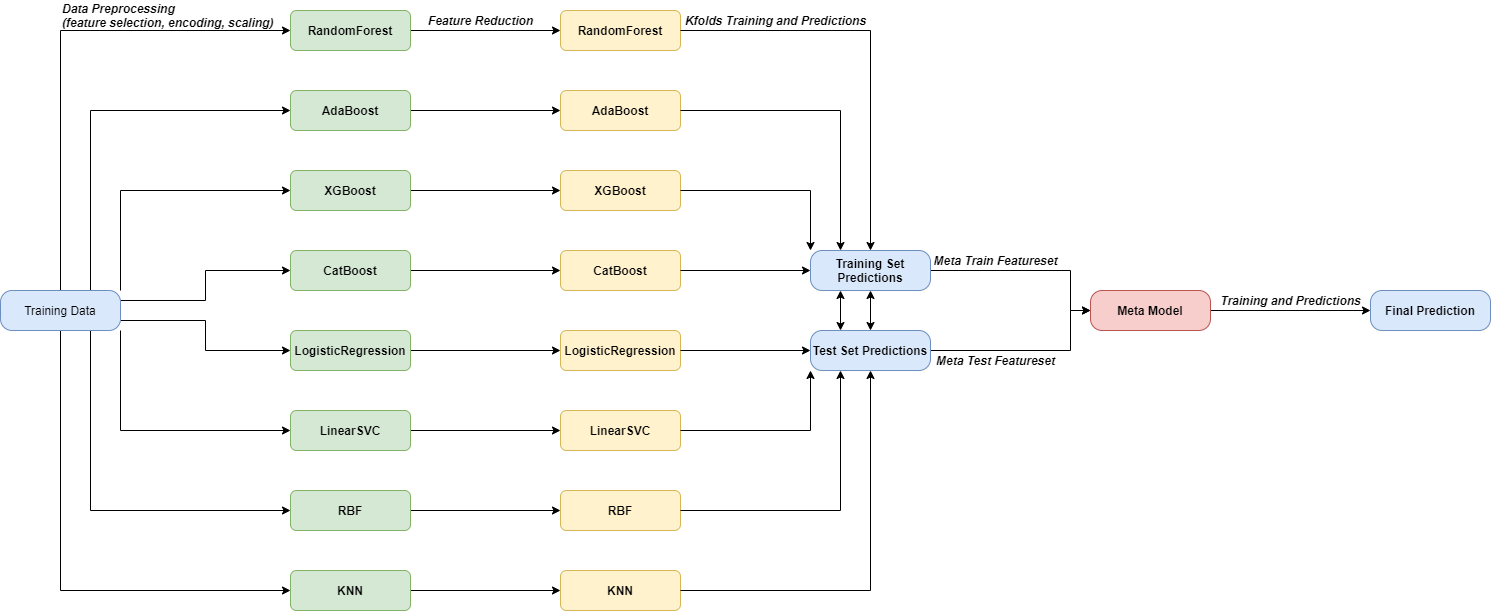 Data Preprocessing
(feature selection, encoding, scaling)
RandomForest
Feature Reduction
RandomForest
Kfolds Training and Predictions
AdaBoost
AdaBoost
XGBoost
XGBoost
CatBoost
CatBoost
Training Set
Predictions
Meta Train Featureset
Training Data
Meta Model
Training and Predictions
Final Prediction
LogisticRegression
LogisticRegression
Test Set Predictions
Meta Test Featureset
LinearSVC
LinearSVC
RBF
RBF
KNN
KNN